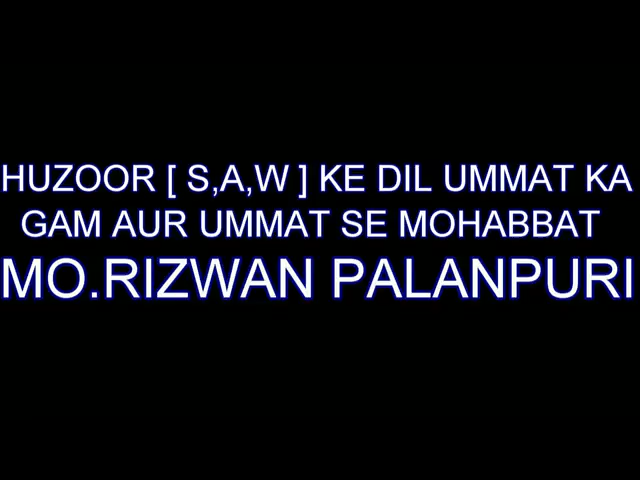 HUZOOR [ S,A,W ] KE DIL UMMAT KA
GAM AUR UMMAT SE MOHABBAT
MO.RIZWAN PALANPURI